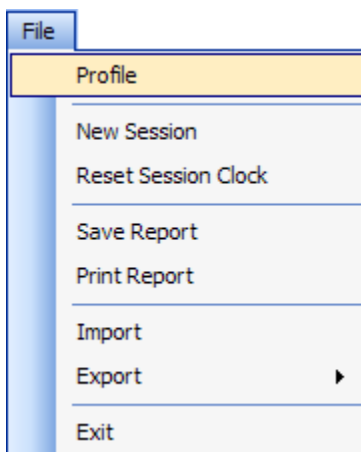 File
Profile
New Session
Reset Session Clock
Save Report
Print Report
Import
Export
Exit